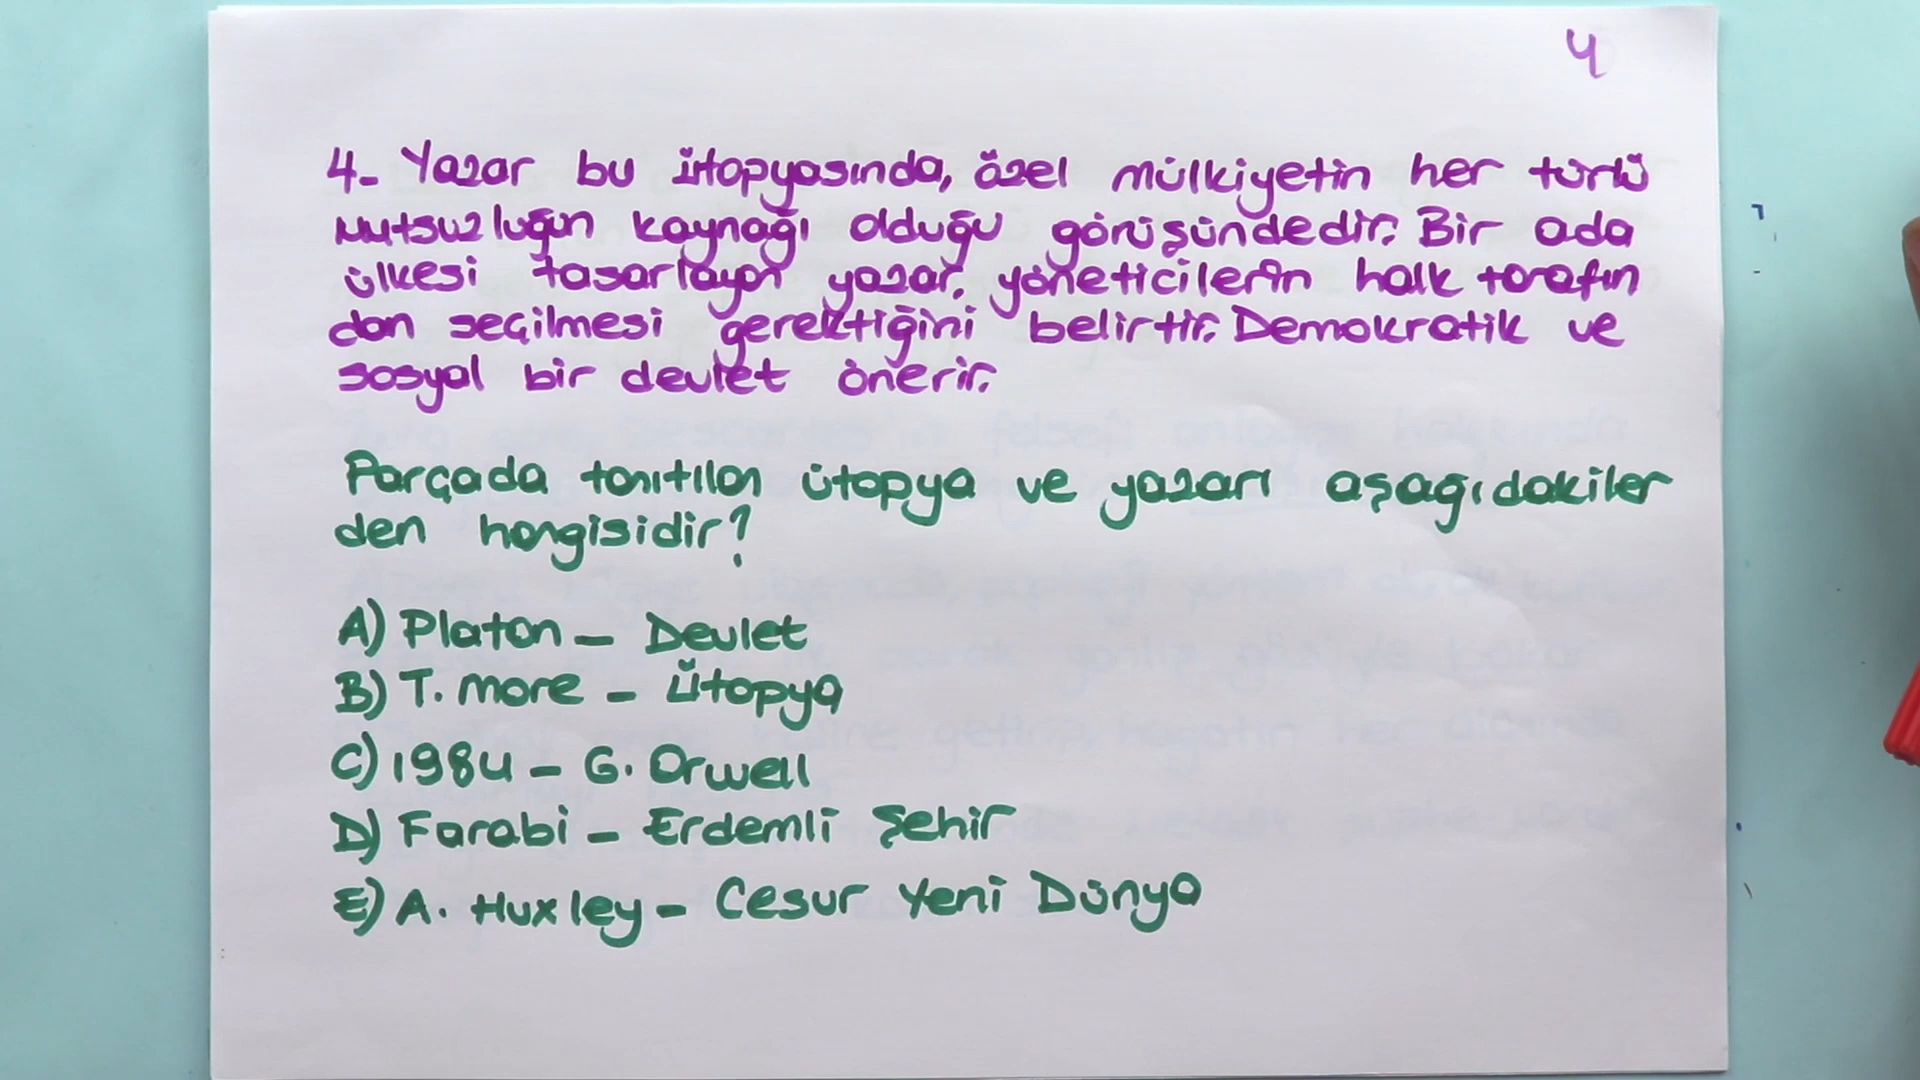 4
4- Yazar bu ütopyasında, özel mülkiyetin her türlü
mutsuzluğun kaynağı olduğu görüşündedir. Bir ada
ülkesi tasarlayan yazar, yöneticilerin halk tarafın
dan seçilmesi gerektiğini belirtir. Demokratik ve
sosyal bir devlet önerir.
Parçada tanıtılan ütopya ve yazarı aşağıdakiler
den hangisidir?
A) Platon - Devlet
B) T. More - Ütopya
C) 1984 - G. Orwell
D) Farabi - Erdemli Şehir
E) A. Huxley - Cesur Yeni Dünya